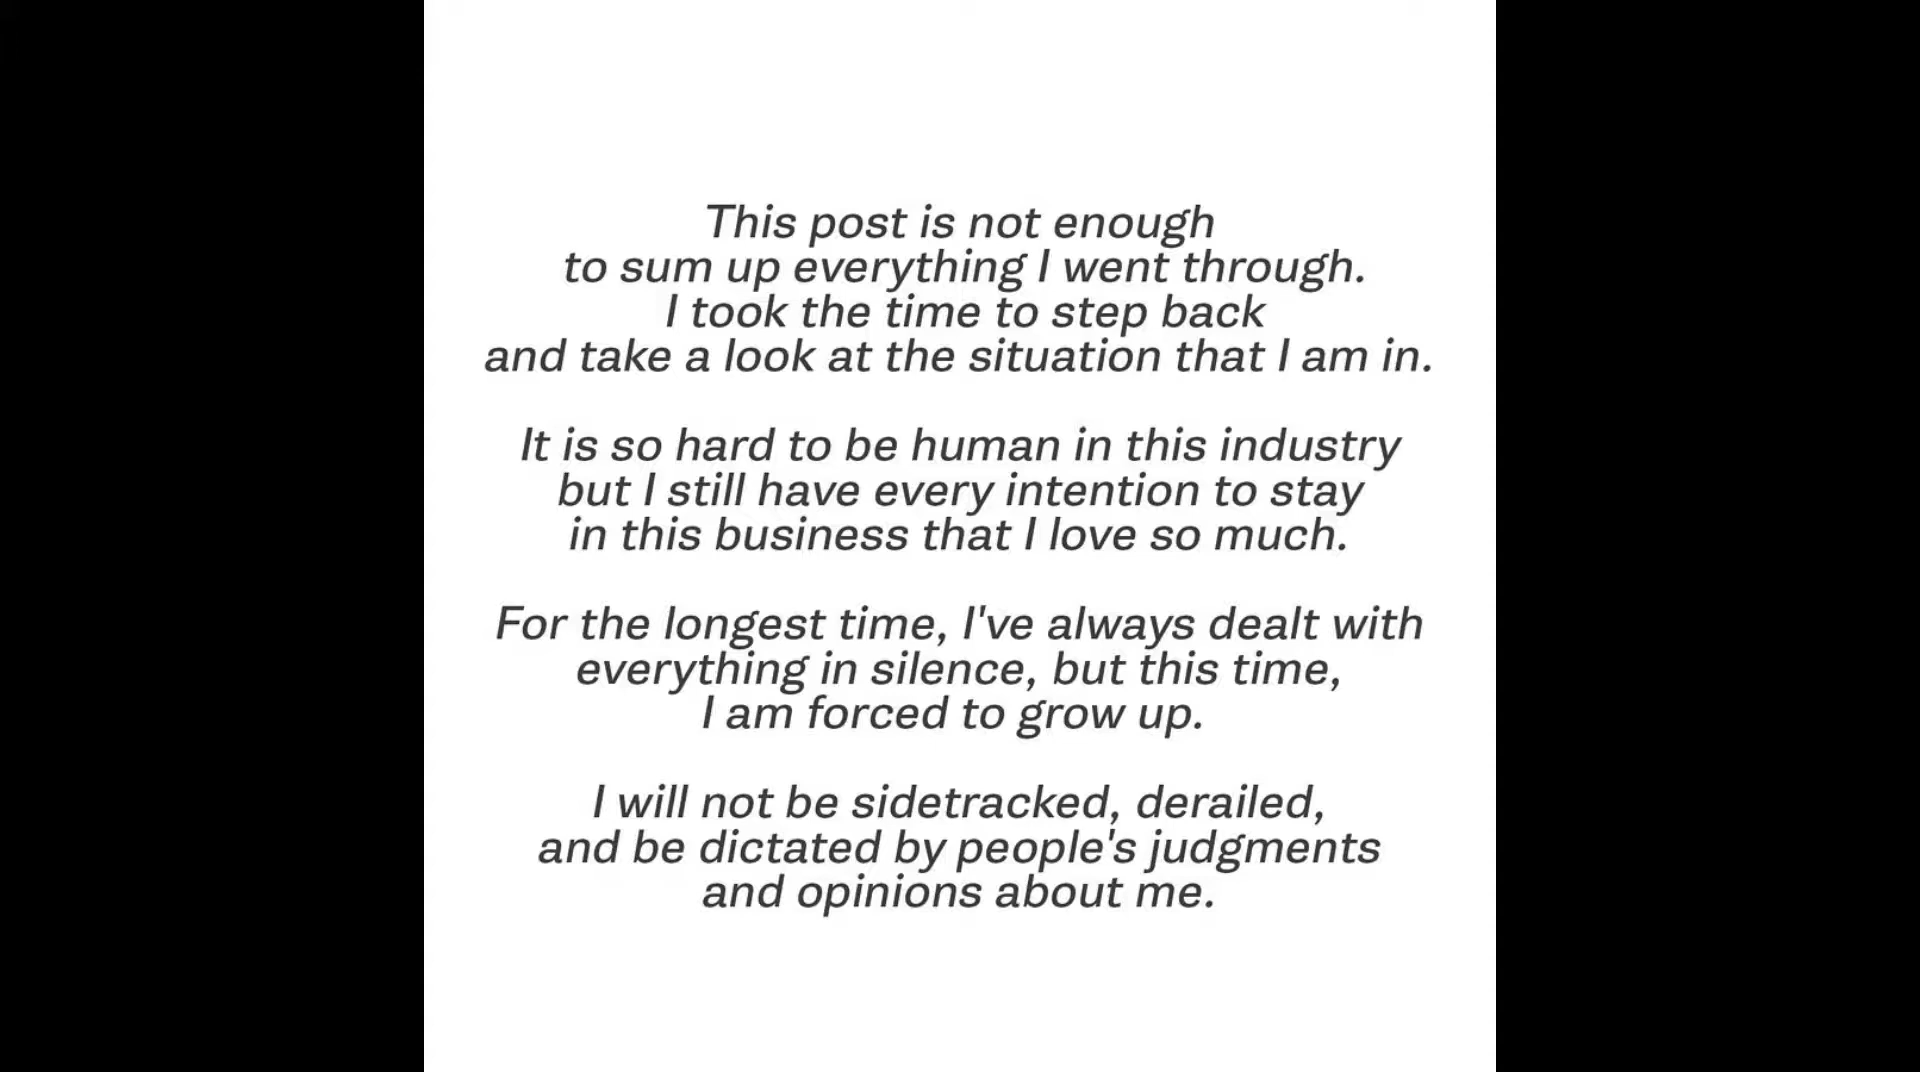 This post is not enough
to sum up everything I went through.
I took the time to step back
and take a look at the situation that I am in.
It is so hard to be human in this industry
but I still have every intention to stay
in this business that I love so much.
For the longest time, I've always dealt with
everything in silence, but this time,
I am forced to grow up.
I will not be sidetracked, derailed,
and be dictated by people's judgments
and opinions about me.